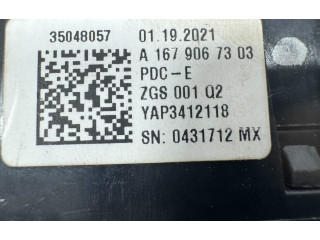 35048057
01.19.2021
A 167 906 73 03
PDC-E
ZGS 001 Q2
YAP3412118
SN: 0431712 MX